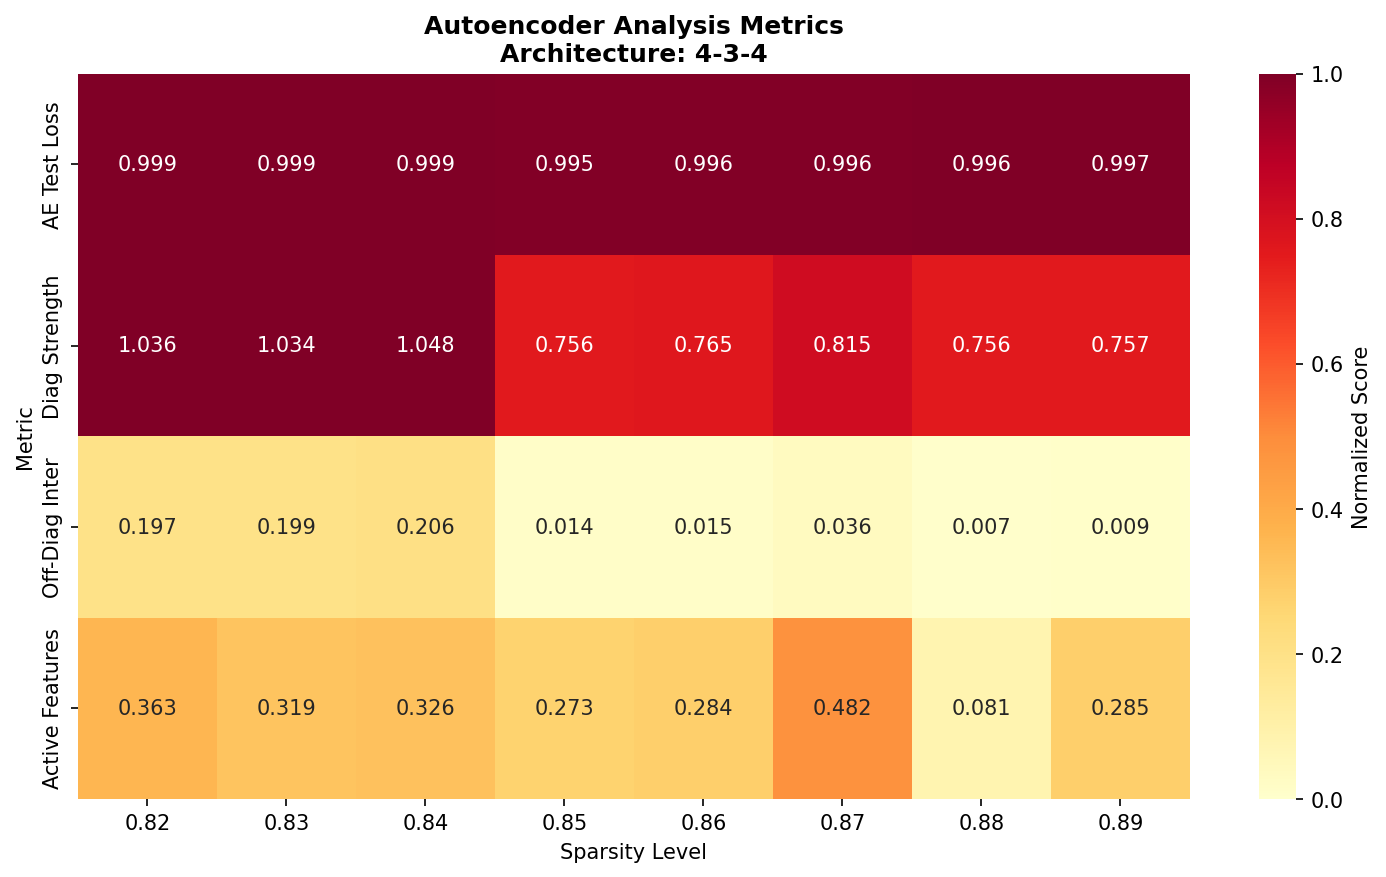 Autoencoder Analysis Metrics
Architecture: 4-3-4
Metric
AE Test Loss
0.999 0.999 0.999 0.995 0.996 0.996 0.996 0.997
Diag Strength
1.036 1.034 1.048 0.756 0.765 0.815 0.756 0.757
Off-Diag Inter
0.197 0.199 0.206 0.014 0.015 0.036 0.007 0.009
Active Features
0.363 0.319 0.326 0.273 0.284 0.482 0.081 0.285
0.82 0.83 0.84 0.85 0.86 0.87 0.88 0.89
Sparsity Level
1.0
0.8
0.6
0.4
0.2
0.0
Normalized Score